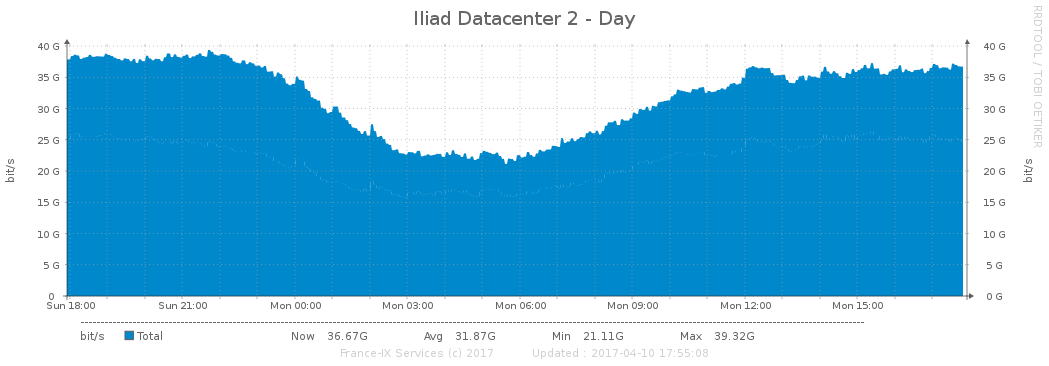 Iliad Datacenter 2 - Day
RRDTOOL / TOBI OETIKER
bit/s
40 G
35 G
30 G
25 G
20 G
15 G
10 G
5 G
0
40 G
35 G
30 G
25 G
20 G
15 G
10 G
5 G
0 G
bit/s
Sun 18:00 Sun 21:00 Mon 00:00 Mon 03:00 Mon 06:00 Mon 09:00 Mon 12:00 Mon 15:00
bit/s Total Now 36.67G Avg 31.87G Min 21.11G Max 39.32G
France-IX Services (c) 2017 Updated : 2017-04-10 17:55:08